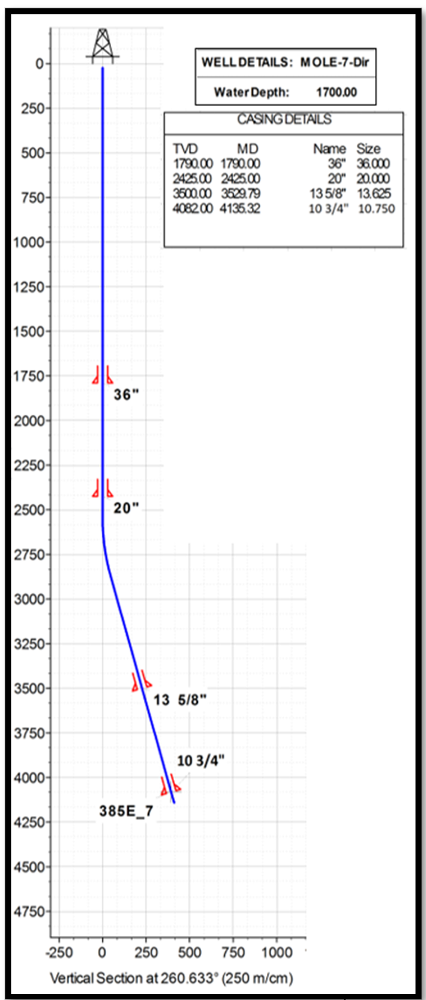 WELL DETAILS: MOLE-7-Dir
Water Depth: 1700.00
CASING DETAILS
TVD MD Name Size
1790.00 1790.00 36" 36.000
2425.00 2425.00 20" 20.000
3500.00 3529.79 13 5/8" 13.625
4082.00 4135.32 10 3/4" 10.750
0
250
500
750
1000
1250
1500
1750
2000
2250
2500
2750
3000
3250
3500
3750
4000
4250
4500
4750
36"
20"
13 5/8"
10 3/4"
385E_7
-250 0 250 500 750 1000
Vertical Section at 260.633° (250 m/cm)